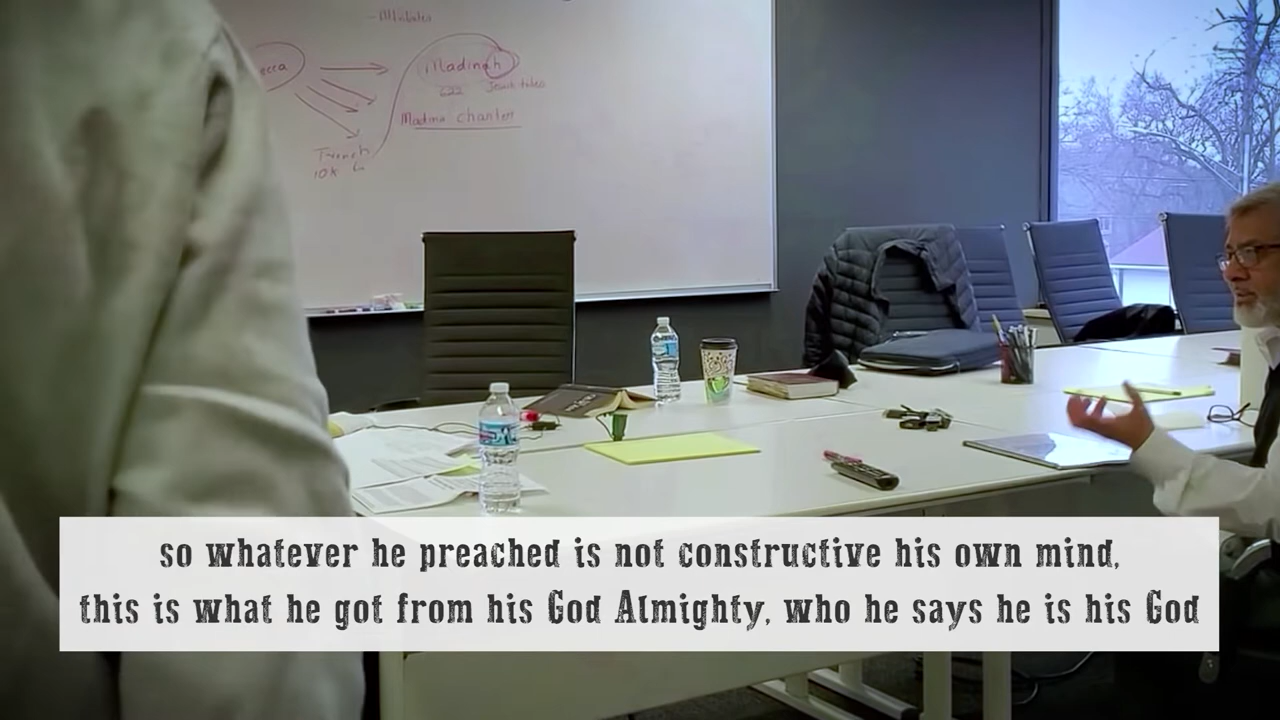 ecca
Madinah
622
Madina charter
10k
so whatever he preached is not constructive his own mind,
this is what he got from his God Almighty, who he says he is his God